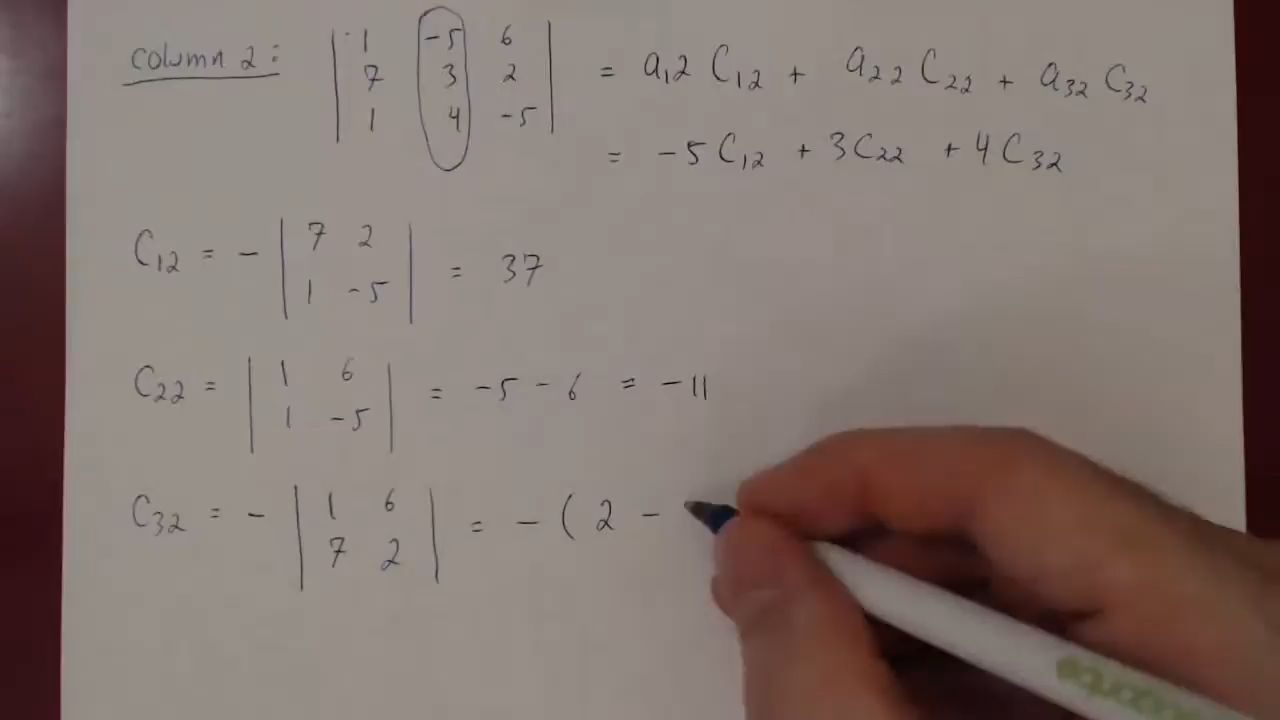 column 2: | 1 -5 6 | = a12 C12 + a22 C22 + a32 C32
| 7 3 2 |
| 1 4 -5 |
= -5 C12 + 3 C22 + 4 C32
C12 = - | 7 2 | = 37
| 1 -5 |
C22 = | 1 6 | = -5 - 6 = -11
| 1 -5 |
C32 = - | 1 6 | = - ( 2 -
| 7 2 |